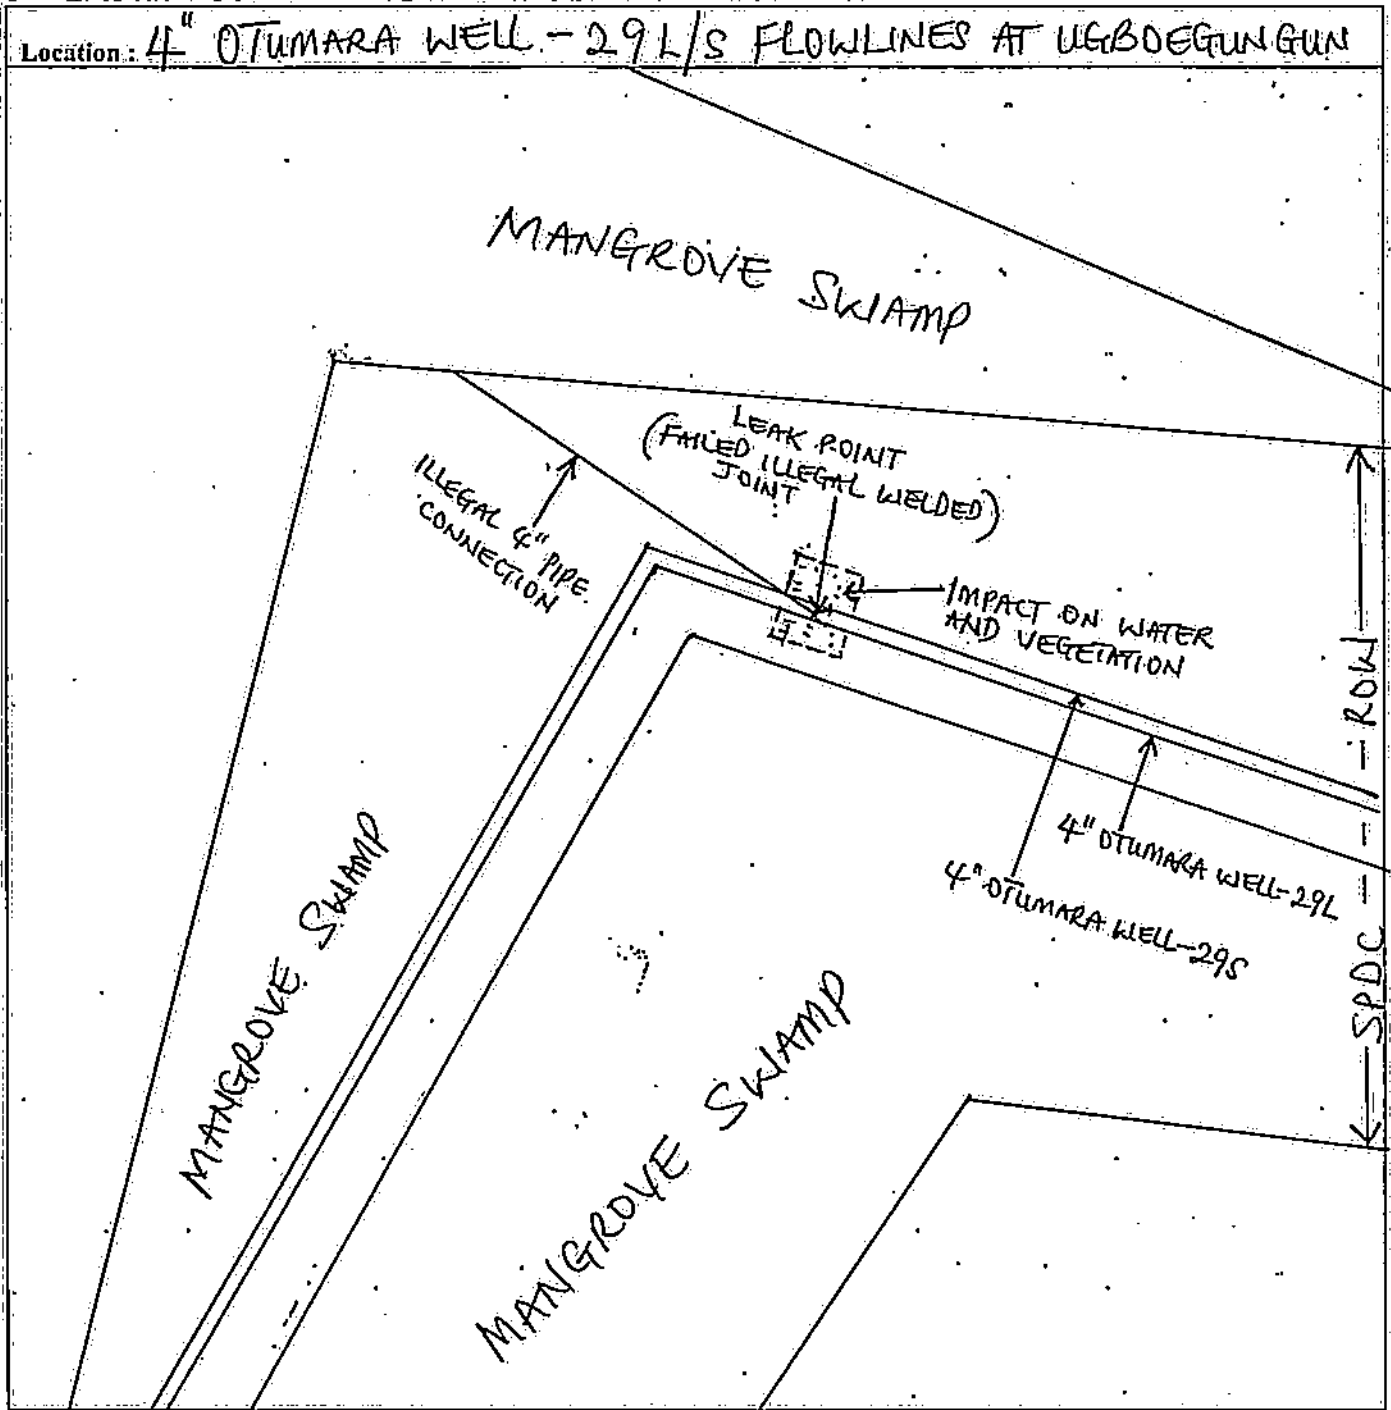 Location : 4" OTUMARA WELL - 29 L/S FLOWLINES AT UGBOEGUNGUN
MANGROVE SWAMP
LEAK POINT
(FAILED ILLEGAL WELDED)
JOINT
ILLEGAL 4" PIPE
CONNECTION
IMPACT ON WATER
AND VEGETATION
4" OTUMARA WELL-29L
4" OTUMARA WELL-29S
SPDC ROW
MANGROVE SWAMP
MANGROVE SWAMP